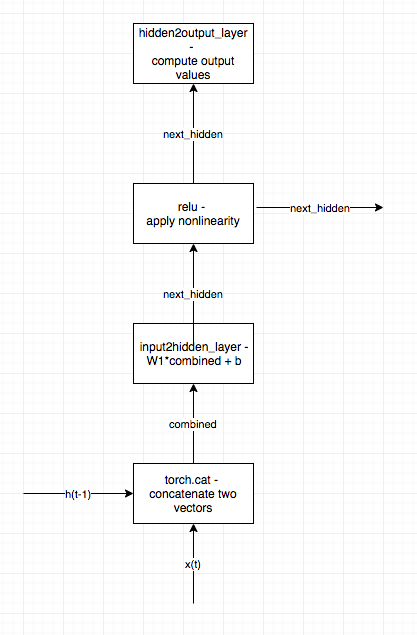 hidden2output_layer
-
compute output
values
next_hidden
relu -
apply nonlinearity
next_hidden
next_hidden
input2hidden_layer -
W1*combined + b
combined
torch.cat -
concatenate two
vectors
h(t-1)
x(t)